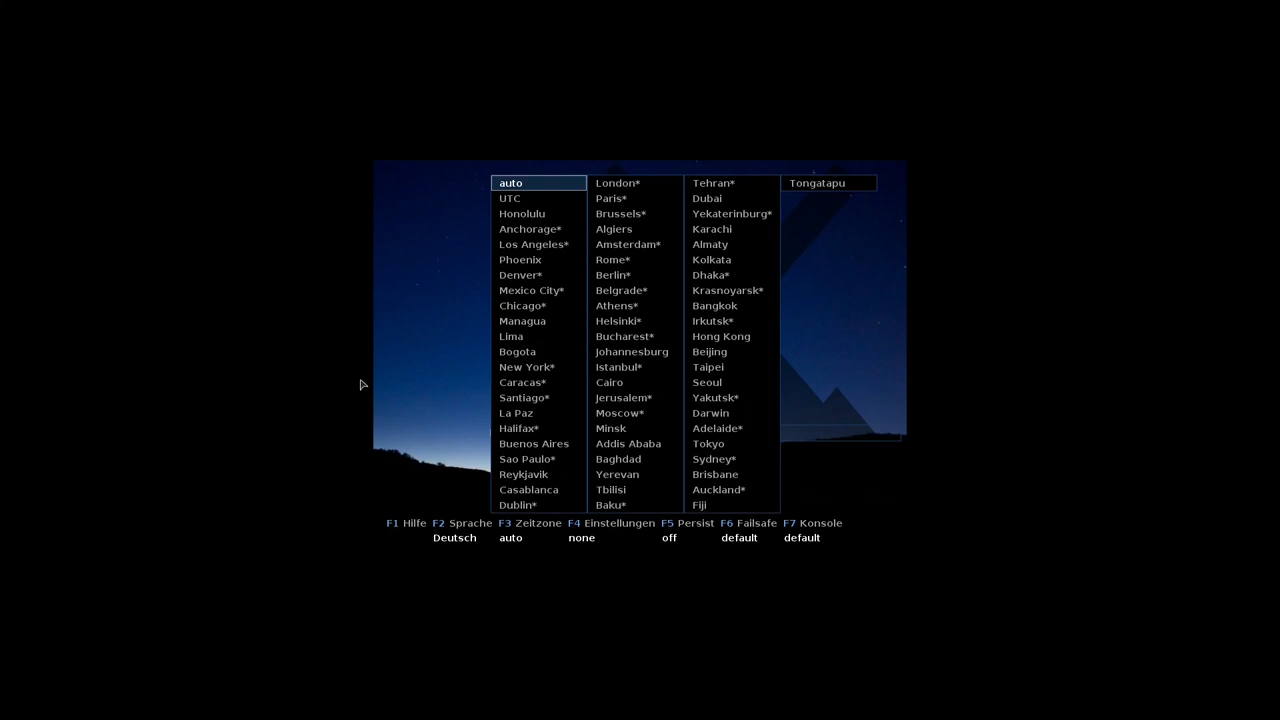 auto
UTC
Honolulu
Anchorage*
Los Angeles*
Phoenix
Denver*
Mexico City*
Chicago*
Managua
Lima
Bogota
New York*
Caracas*
Santiago*
La Paz
Halifax*
Buenos Aires
Sao Paulo*
Reykjavik
Casablanca
Dublin*
London*
Paris*
Brussels*
Algiers
Amsterdam*
Rome*
Berlin*
Belgrade*
Athens*
Helsinki*
Bucharest*
Johannesburg
Istanbul*
Cairo
Jerusalem*
Moscow*
Minsk
Addis Ababa
Baghdad
Yerevan
Tbilisi
Baku*
Tehran*
Dubai
Yekaterinburg*
Karachi
Almaty
Kolkata
Dhaka*
Krasnoyarsk*
Bangkok
Irkutsk*
Hong Kong
Beijing
Taipei
Seoul
Yakutsk*
Darwin
Adelaide*
Tokyo
Sydney*
Brisbane
Auckland*
Fiji
Tongatapu
F1 Hilfe F2 Sprache F3 Zeitzone F4 Einstellungen F5 Persist F6 Failsafe F7 Konsole
Deutsch auto none off default default